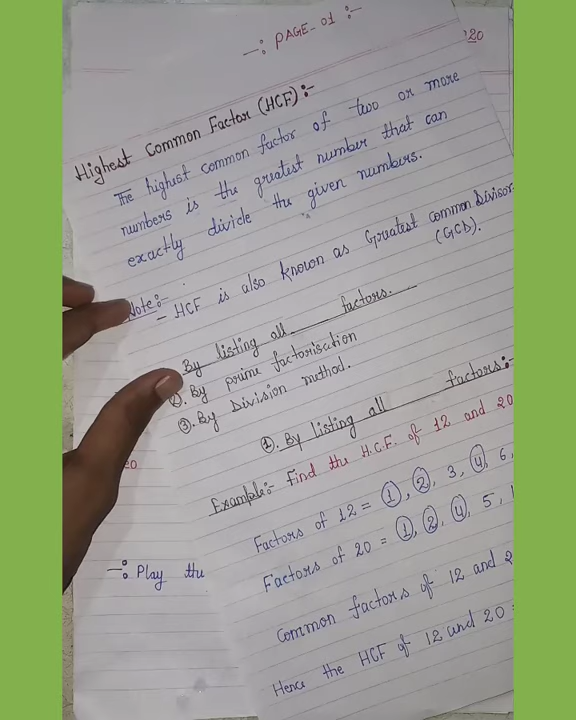 -: PAGE-01 :-
'20
Highest Common Factor (HCF):-
The highest common factor of two or more
numbers is the greatest number that can
exactly divide the given numbers.
Note:-
- HCF is also known as Greatest common Divisor
(GCD).
By listing all factors.
②. By prime factorisation
③. By Division method.
①. By listing all factors:-
Example:- Find the H.C.F. of 12 and 20
Factors of 12 = ①, ②, 3, ④, 6,
Factors of 20 = ①, ②, ④, 5, 1
Common factors of 12 and 2
Hence the HCF of 12 and 20 =
20
-: Play the